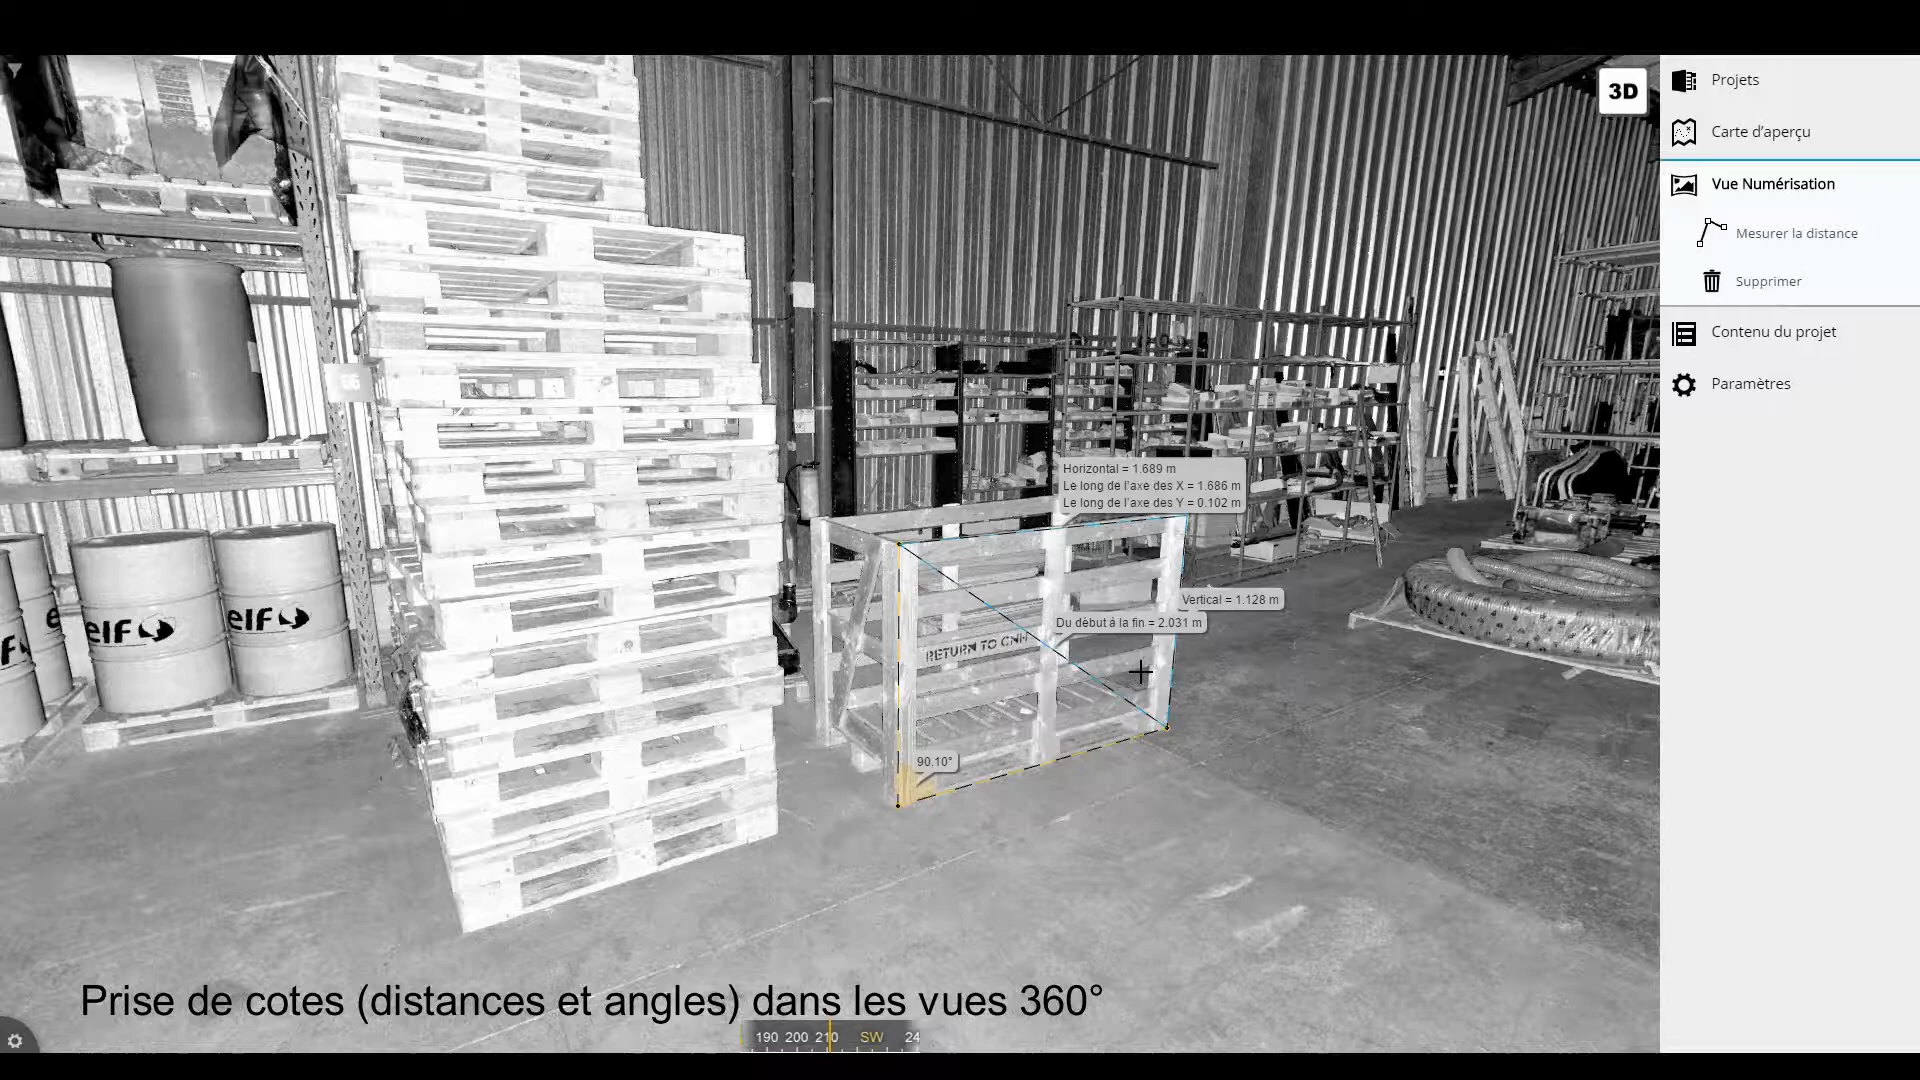 3D
Projets
Carte d'aperçu
Vue Numérisation
Mesurer la distance
Supprimer
Contenu du projet
Paramètres
Horizontal = 1.689 m
Le long de l'axe des X = 1.686 m
Le long de l'axe des Y = 0.102 m
Vertical = 1.128 m
Du début à la fin = 2.031 m
RETURN TO CNH
elf
elf
90.10°
Prise de cotes (distances et angles) dans les vues 360°
190 200 210 SW 24